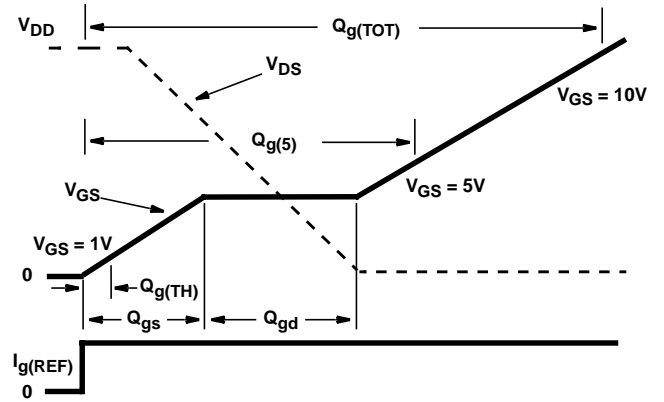 V_DD
Q_g(TOT)
V_DS
V_GS = 10V
Q_g(5)
V_GS
V_GS = 5V
V_GS = 1V
0
Q_g(TH)
Q_gs
Q_gd
I_g(REF)
0